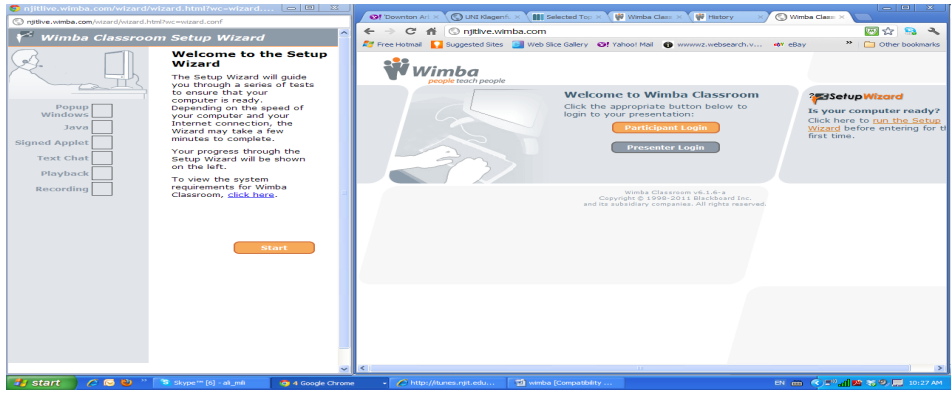 njitlive.wimba.com/wizard/wizard.html?wc=wizard....
njitlive.wimba.com/wizard/wizard.html?wc=wizard.conf
Wimba Classroom Setup Wizard
Popup
Windows
Java
Signed Applet
Text Chat
Playback
Recording
Welcome to the Setup
Wizard
The Setup Wizard will guide
you through a series of tests
to ensure that your
computer is ready.
Depending on the speed of
your computer and your
Internet connection, the
Wizard may take a few
minutes to complete.
Your progress through the
Setup Wizard will be shown
on the left.
To view the system
requirements for Wimba
Classroom, click here.
Start
Downton UNI Klagenf Selected To Wimba Class History Wimba Class
njitlive.wimba.com
Free Hotmail Suggested Sites Web Slice Gallery Yahoo! Mail wwwwz.websearch.v... eBay » Other bookmarks
Wimba
people teach people
Welcome to Wimba Classroom
Click the appropriate button below to
login to your presentation:
Participant Login
Presenter Login
SetupWizard
Is your computer ready?
Click here to run the Setup
Wizard before entering for t
first time.
Wimba Classroom v6.1.6-a
Copyright © 1998-2011 Blackboard Inc.
and its subsidiary companies. All rights reserved.
start Skype™ [6] - ali_mili 4 Google Chrome http://itunes.njit.edu... wimba [Compatibility ... EN 10:27 AM